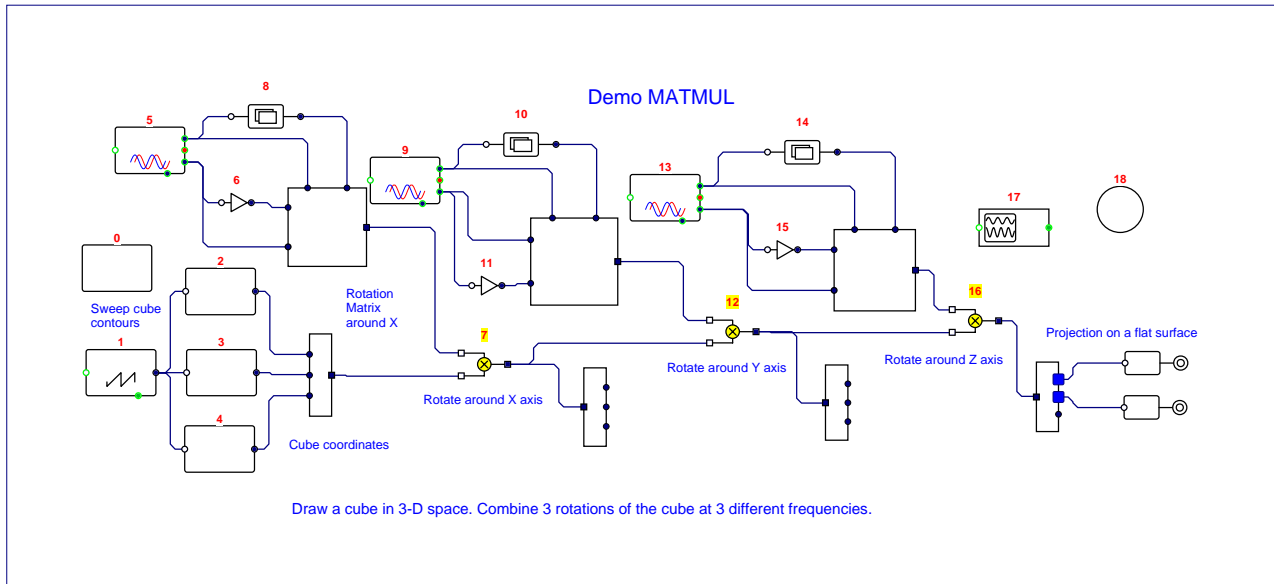 8
Demo MATMUL
10
5
14
9
13
6
18
17
0
15
11
2
Sweep cube
contours
Rotation
Matrix
around X
16
12
1
3
7
Projection on a flat surface
Rotate around Y axis
Rotate around Z axis
Rotate around X axis
4
Cube coordinates
Draw a cube in 3-D space. Combine 3 rotations of the cube at 3 different frequencies.